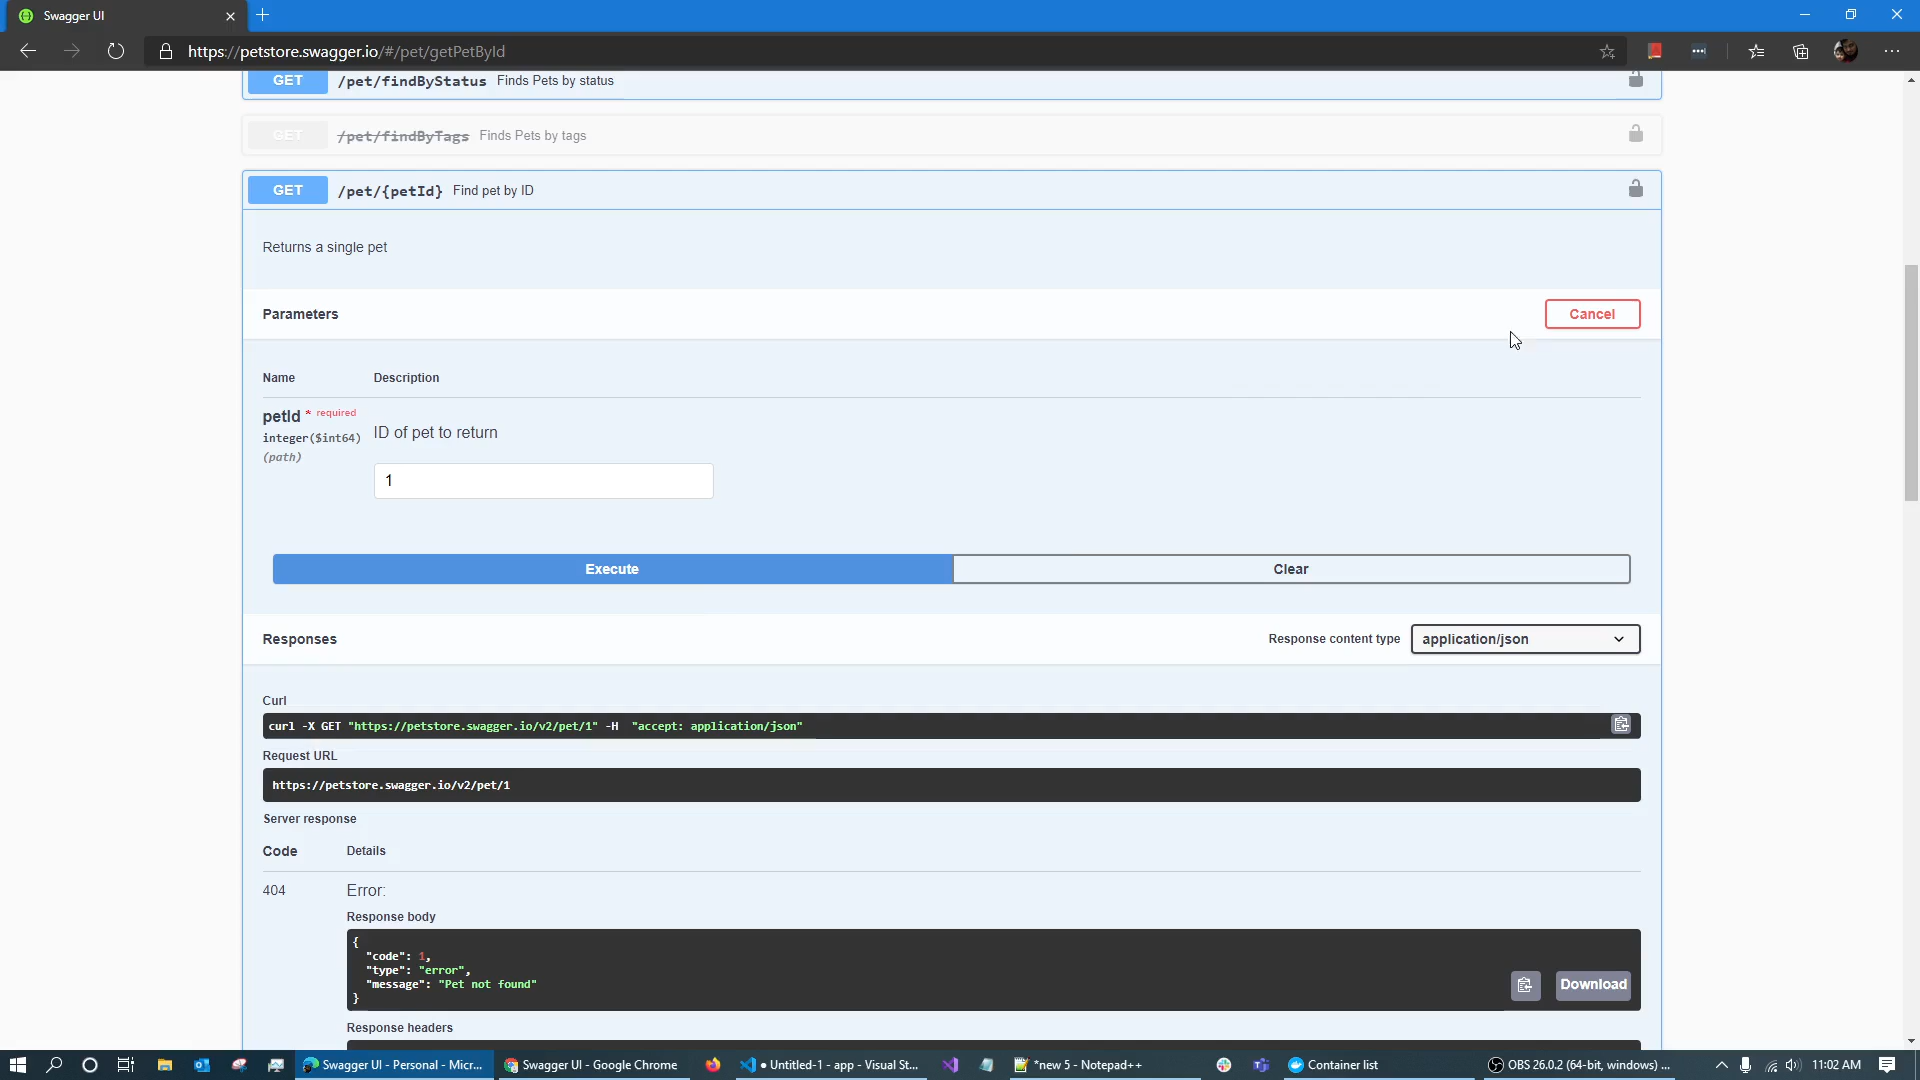 Swagger UI
https://petstore.swagger.io/#/pet/getPetById
GET /pet/findByStatus Finds Pets by status
GET /pet/findByTags Finds Pets by tags
GET /pet/{petId} Find pet by ID
Returns a single pet
Parameters
Cancel
Name Description
petId * required
integer($int64)
(path)
ID of pet to return
1
Execute
Clear
Responses
Response content type
application/json
Curl
curl -X GET "https://petstore.swagger.io/v2/pet/1" -H  "accept: application/json"
Request URL
https://petstore.swagger.io/v2/pet/1
Server response
Code Details
404
Error:
Response body
{
"code": 1,
"type": "error",
"message": "Pet not found"
}
Download
Response headers
Swagger UI - Personal - Micr...
Swagger UI - Google Chrome
● Untitled-1 - app - Visual St...
*new 5 - Notepad++
Container list
OBS 26.0.2 (64-bit, windows) ...
11:02 AM